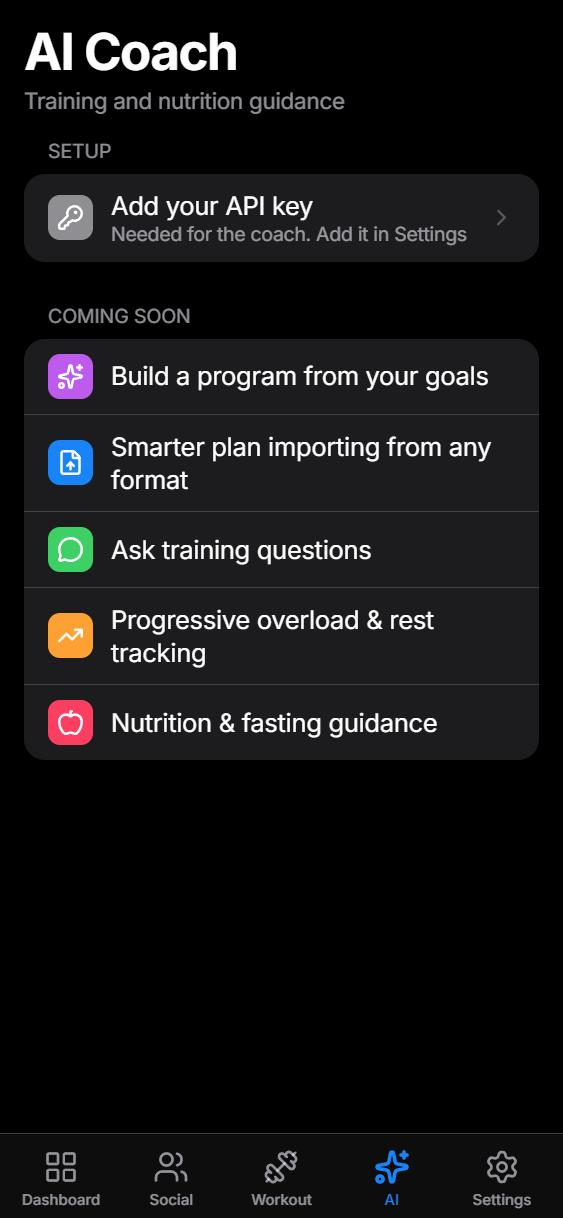 AI Coach
Training and nutrition guidance
SETUP
Add your API key
Needed for the coach. Add it in Settings
COMING SOON
Build a program from your goals
Smarter plan importing from any
format
Ask training questions
Progressive overload & rest
tracking
Nutrition & fasting guidance
Dashboard
Social
Workout
AI
Settings